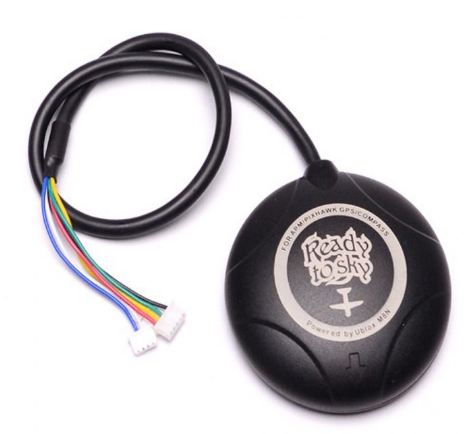 FOR APM/PIXHAWK GPS/COMPASS
Ready
to Sky
Powered by Ublox M8N